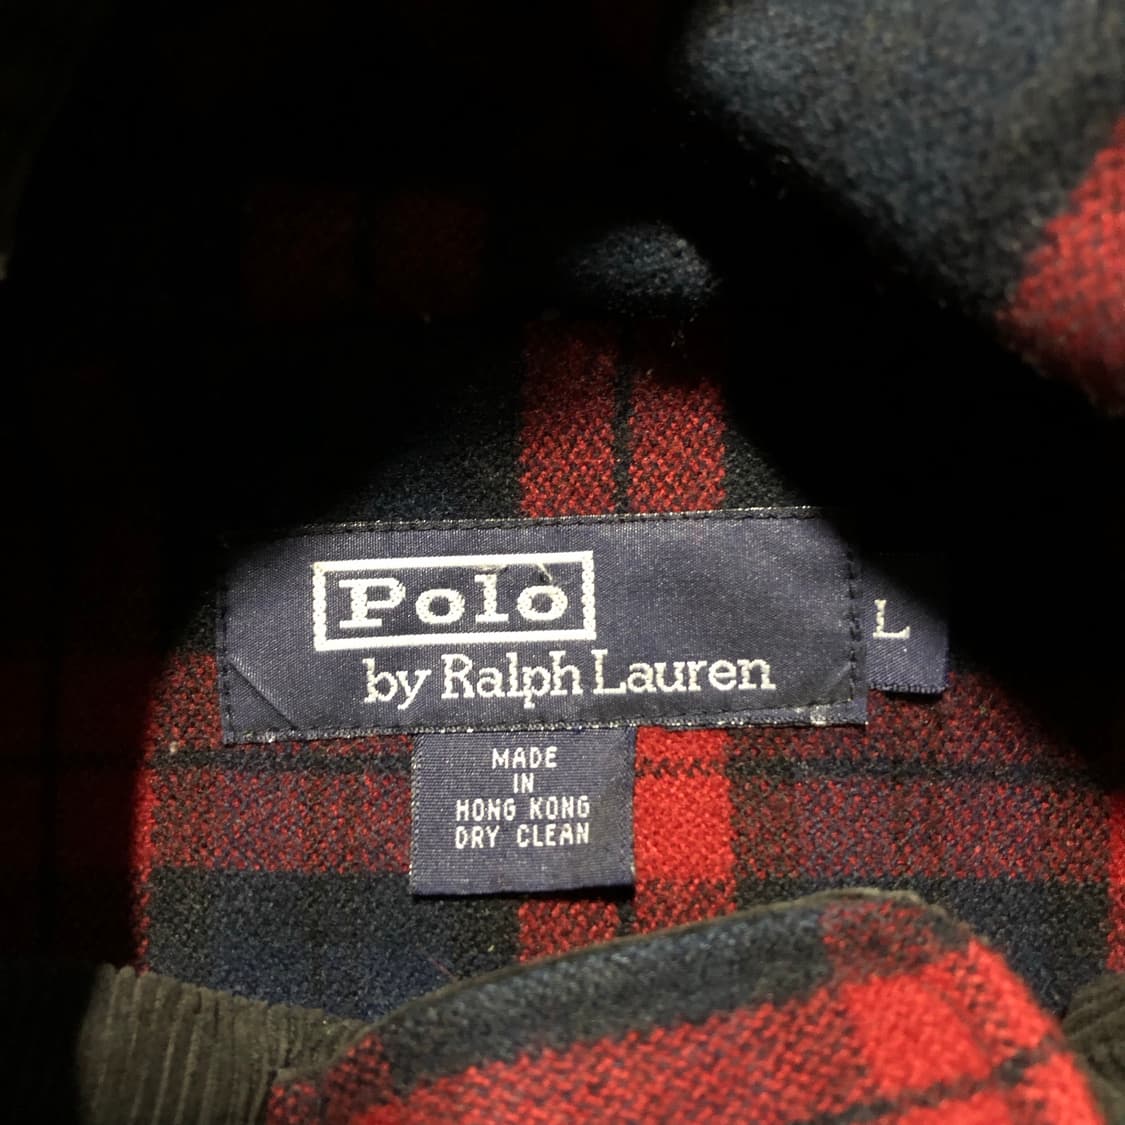 Polo
by Ralph Lauren
L
MADE
IN
HONG KONG
DRY CLEAN